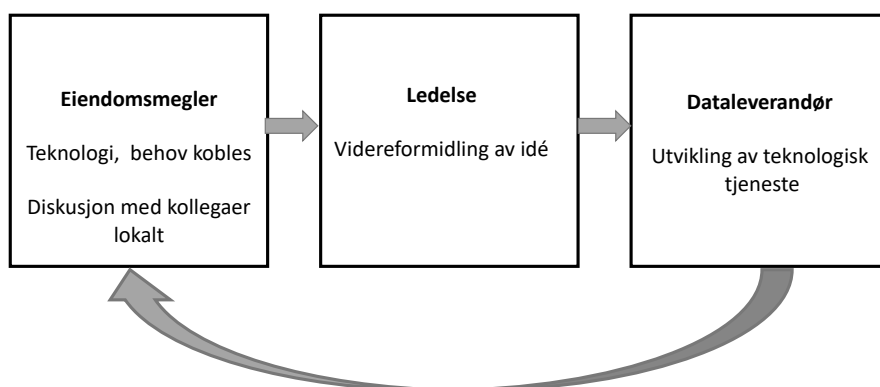 Eiendomsmegler
Teknologi, behov kobles
Diskusjon med kollegaer
lokalt
Ledelse
Videreformidling av idé
Dataleverandør
Utvikling av teknologisk
tjeneste